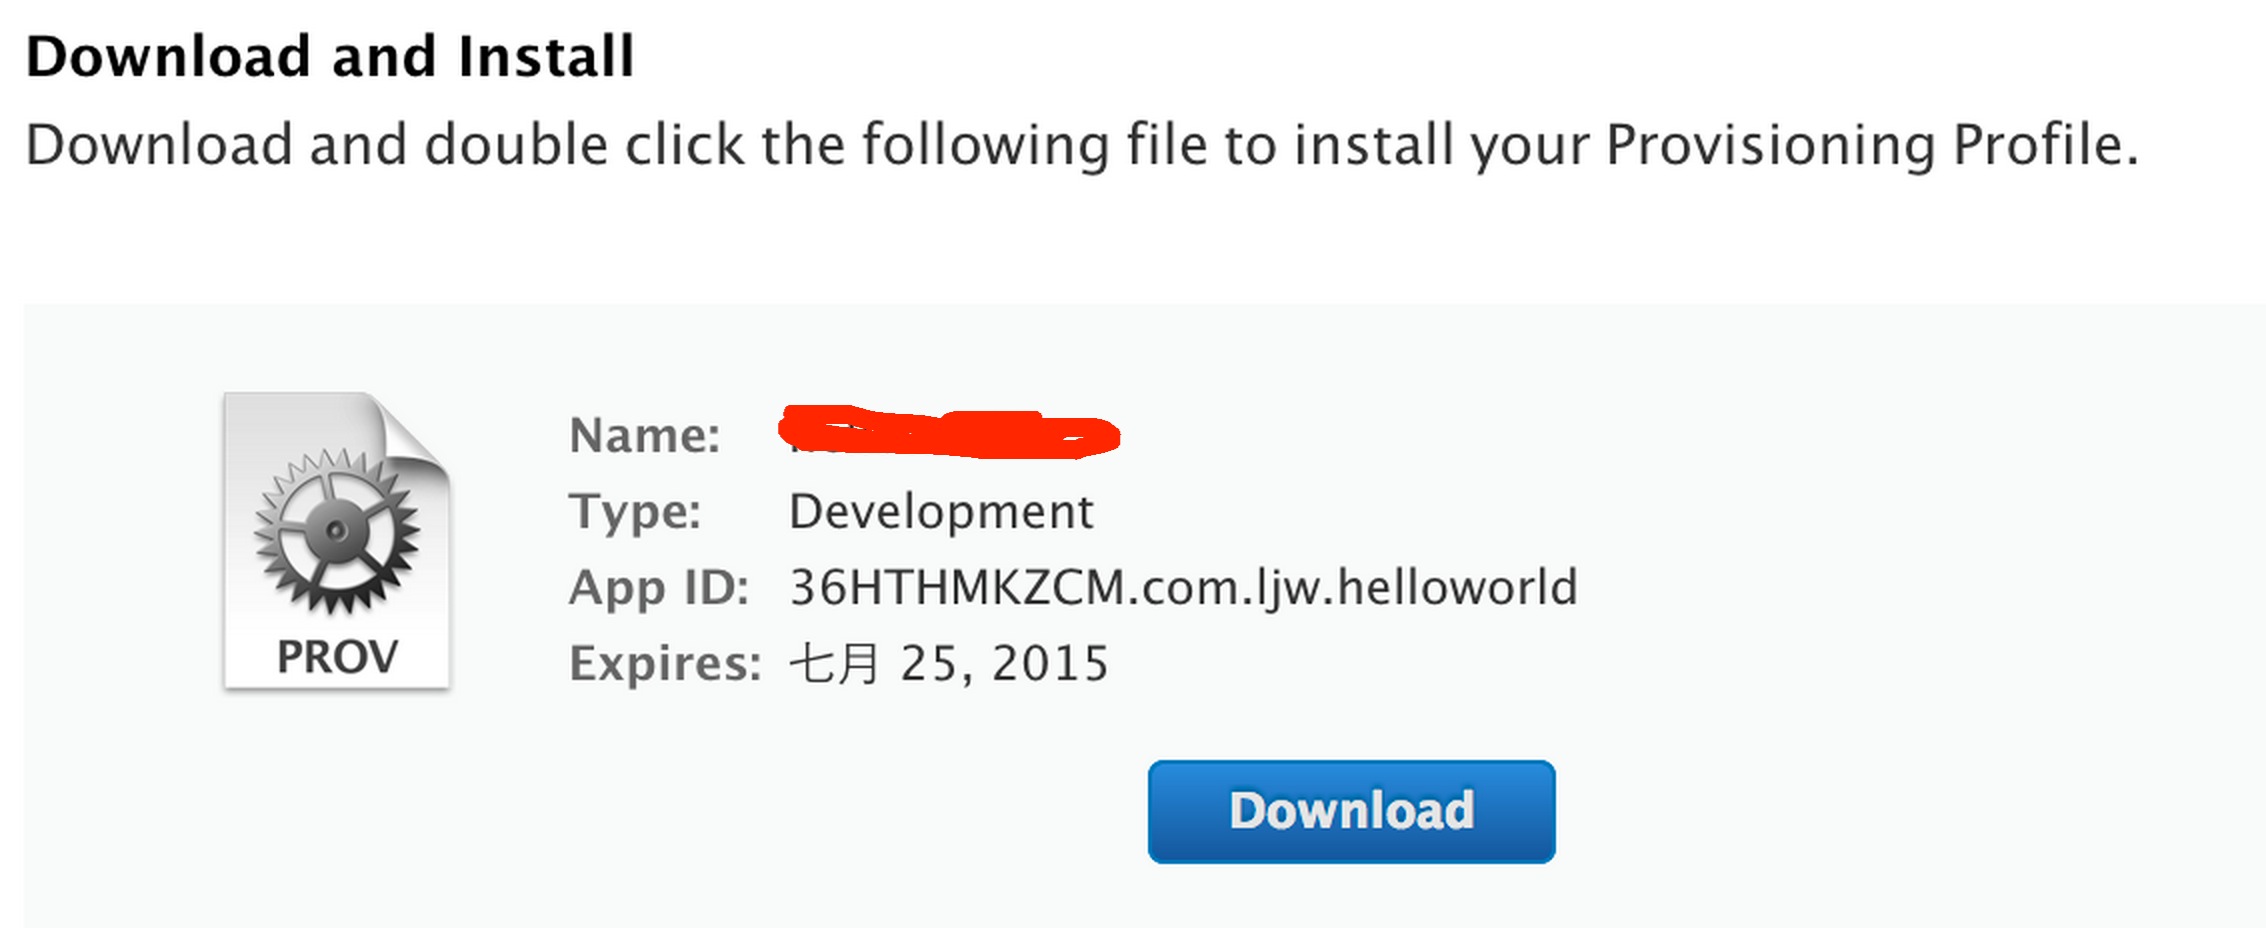 Download and Install
Download and double click the following file to install your Provisioning Profile.
PROV
Name:
Type: Development
App ID: 36HTHMKZCM.com.ljw.helloworld
Expires: 七月 25, 2015
Download